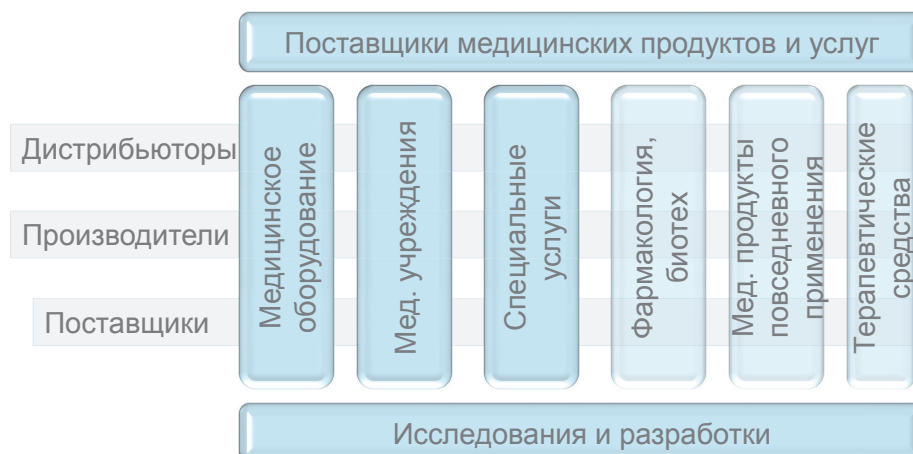 Поставщики медицинских продуктов и услуг
Дистрибьюторы
Производители
Поставщики
Медицинское
оборудование
Мед. учреждения
Специальные
услуги
Фармакология,
биотех
Мед. продукты
повседневного
применения
Терапевтические
средства
Исследования и разработки